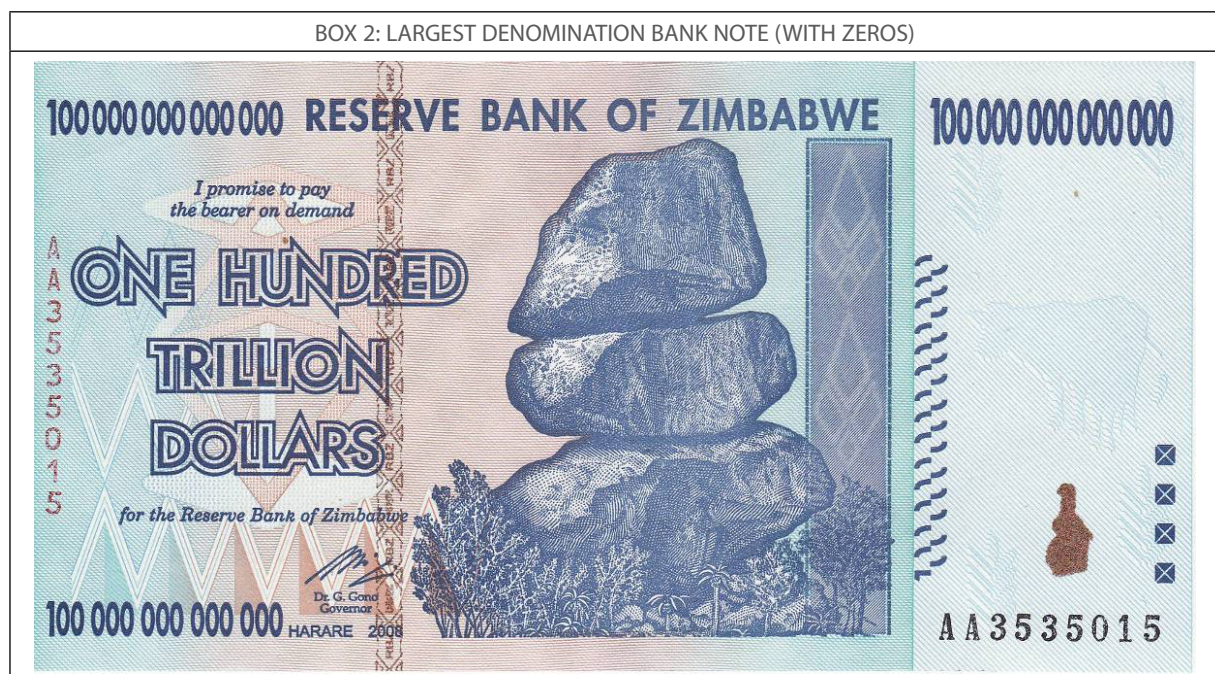 BOX 2: LARGEST DENOMINATION BANK NOTE (WITH ZEROS)
100 000 000 000 000 RESERVE BANK OF ZIMBABWE 100 000 000 000 000
I promise to pay
the bearer on demand
ONE HUNDRED
TRILLION
DOLLARS
AA3535015
for the Reserve Bank of Zimbabwe
Dr. G. Gono
Governor
100 000 000 000 000 HARARE 2008
AA3535015
RBZ